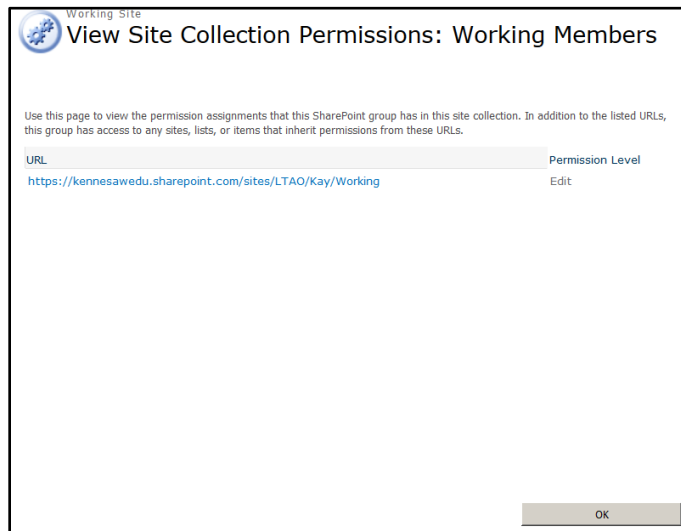 Working Site
View Site Collection Permissions: Working Members
Use this page to view the permission assignments that this SharePoint group has in this site collection. In addition to the listed URLs,
this group has access to any sites, lists, or items that inherit permissions from these URLs.
URL Permission Level
https://kennesawedu.sharepoint.com/sites/LTAO/Kay/Working Edit
OK